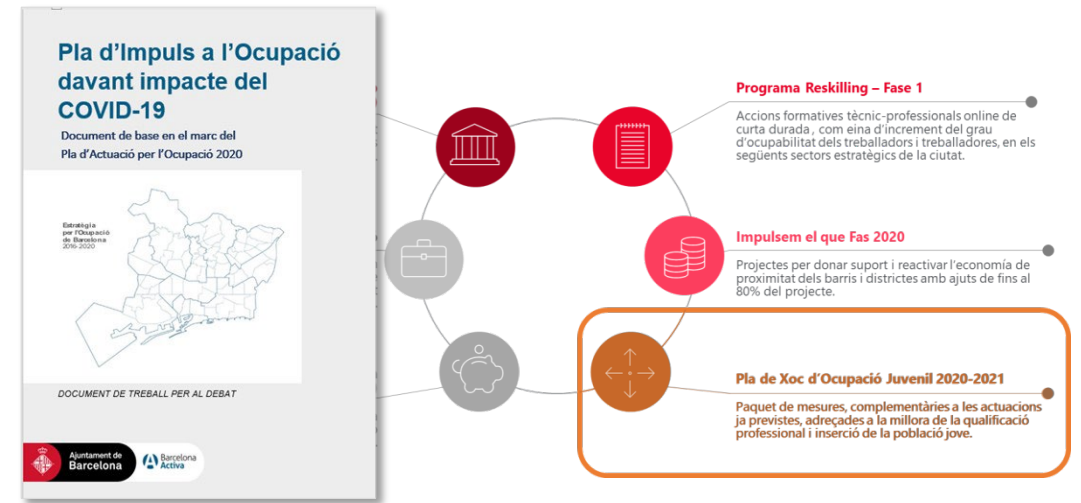 Pla d'Impuls a l'Ocupació
davant impacte del
COVID-19
Document de base en el marc del
Pla d'Actuació per l'Ocupació 2020
Estratègia
per l'Ocupació
de Barcelona
2016-2020
DOCUMENT DE TREBALL PER AL DEBAT
Ajuntament de
Barcelona
Barcelona
Activa
Programa Reskilling – Fase 1
Accions formatives tècnic-professionals online de
curta durada , com eina d'increment del grau
d'ocupabilitat dels treballadors i treballadores, en els
següents sectors estratègics de la ciutat.
Impulsem el que Fas 2020
Projectes per donar suport i reactivar l'economia de
proximitat dels barris i districtes amb ajuts de fins al
80% del projecte.
Pla de Xoc d'Ocupació Juvenil 2020-2021
Paquet de mesures, complementàries a les actuacions
ja previstes, adreçades a la millora de la qualificació
professional i inserció de la població jove.